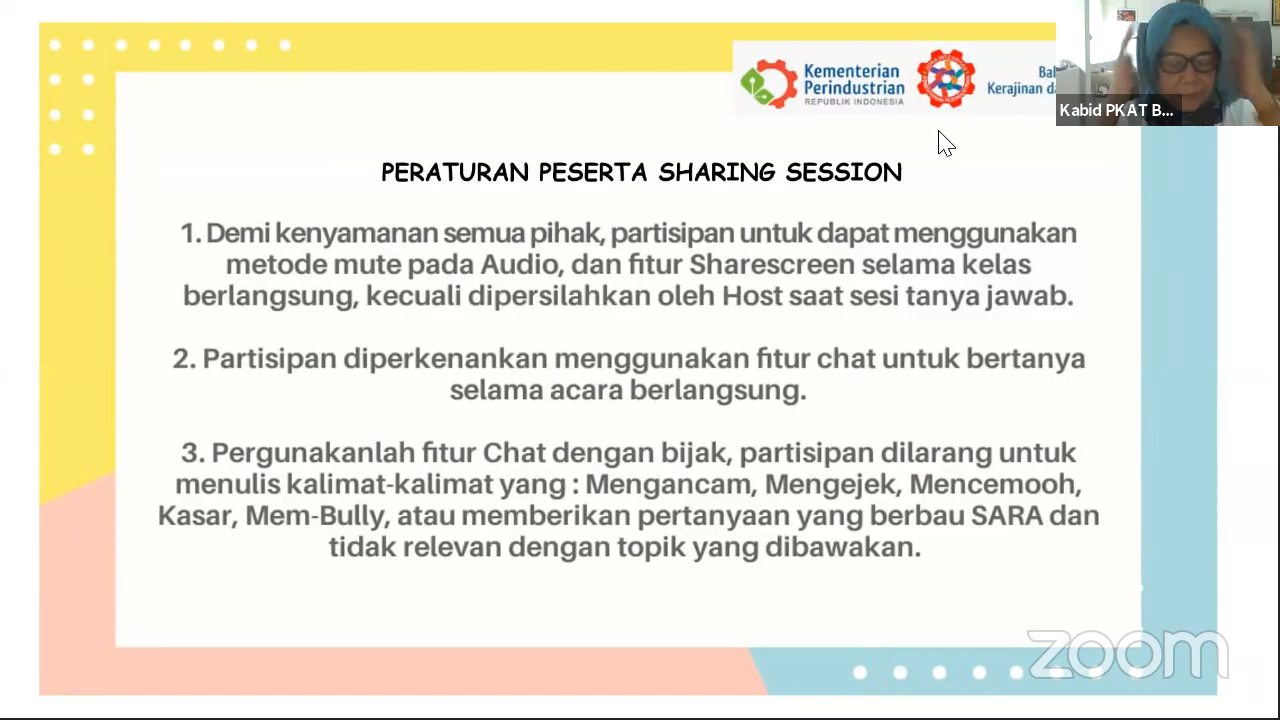 Kementerian
Perindustrian
REPUBLIK INDONESIA
Kerajinan
Kabid PKAT B...
PERATURAN PESERTA SHARING SESSION
1. Demi kenyamanan semua pihak, partisipan untuk dapat menggunakan
metode mute pada Audio, dan fitur Sharescreen selama kelas
berlangsung, kecuali dipersilahkan oleh Host saat sesi tanya jawab.
2. Partisipan diperkenankan menggunakan fitur chat untuk bertanya
selama acara berlangsung.
3. Pergunakanlah fitur Chat dengan bijak, partisipan dilarang untuk
menulis kalimat-kalimat yang : Mengancam, Mengejek, Mencemooh,
Kasar, Mem-Bully, atau memberikan pertanyaan yang berbau SARA dan
tidak relevan dengan topik yang dibawakan.
zoom